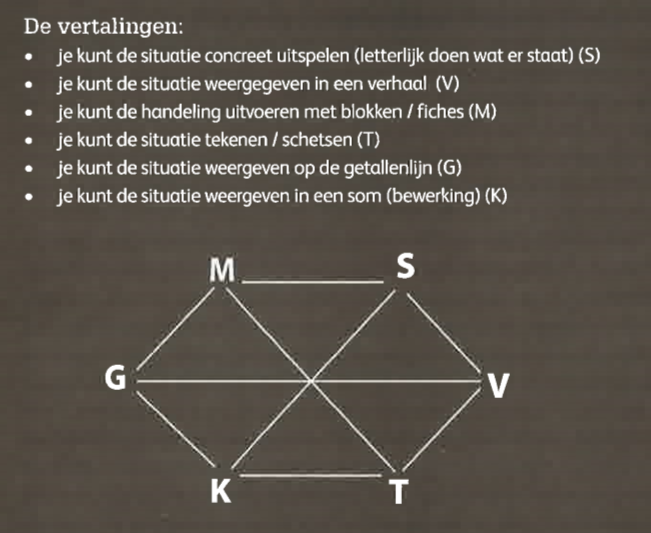 De vertalingen:
• je kunt de situatie concreet uitspelen (letterlijk doen wat er staat) (S)
• je kunt de situatie weergegeven in een verhaal (V)
• je kunt de handeling uitvoeren met blokken / fiches (M)
• je kunt de situatie tekenen / schetsen (T)
• je kunt de situatie weergeven op de getallenlijn (G)
• je kunt de situatie weergeven in een som (bewerking) (K)
M S
G V
K T